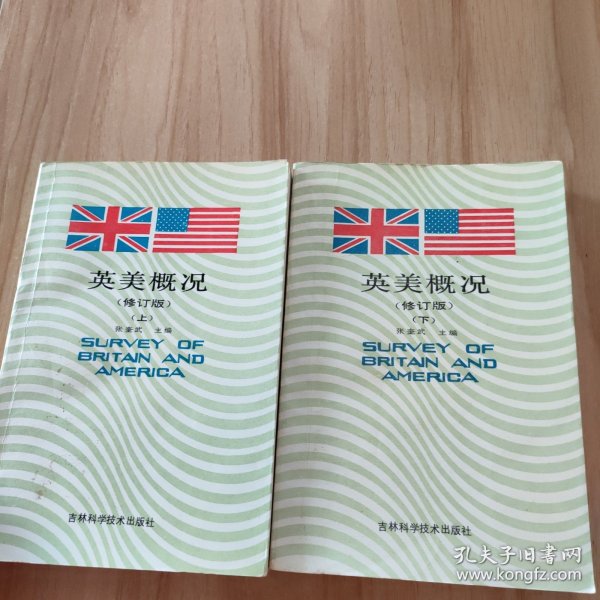 英美概况
(修订版)
(上)
张奎武 主编
SURVEY OF
BRITAIN AND
AMERICA
吉林科学技术出版社
英美概况
(修订版)
(下)
张奎武 主编
SURVEY OF
BRITAIN AND
AMERICA
吉林科学技术出版社
孔夫子旧书网
www.kongfz.com